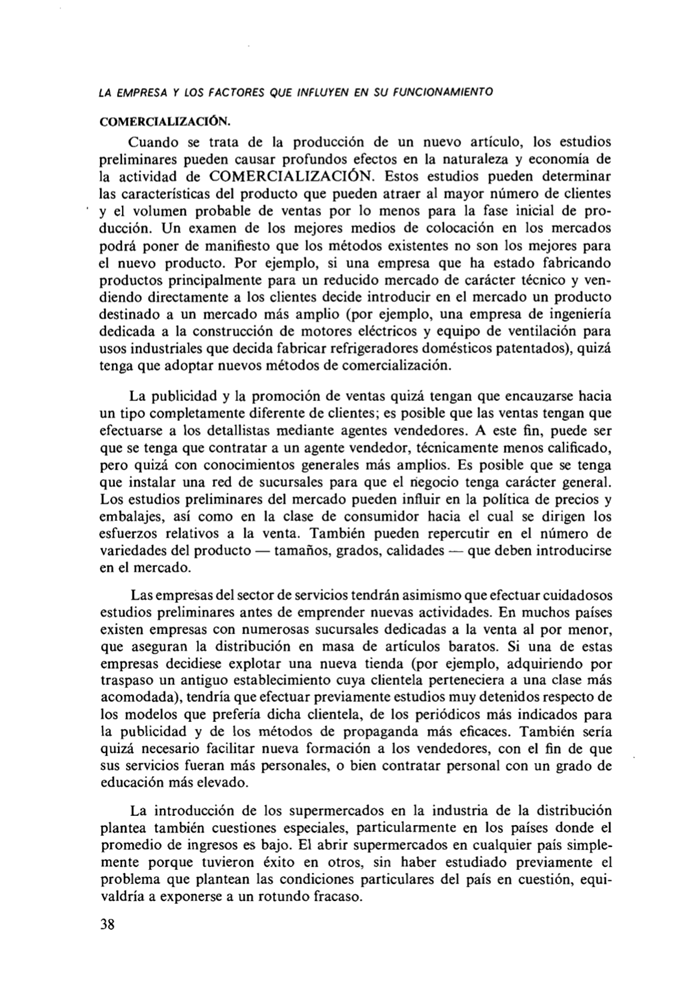 LA EMPRESA Y LOS FACTORES QUE INFLUYEN EN SU FUNCIONAMIENTO
COMERCIALIZACIÓN.
Cuando se trata de la producción de un nuevo artículo, los estudios
preliminares pueden causar profundos efectos en la naturaleza y economía de
la actividad de COMERCIALIZACIÓN. Estos estudios pueden determinar
las características del producto que pueden atraer al mayor número de clientes
y el volumen probable de ventas por lo menos para la fase inicial de pro-
ducción. Un examen de los mejores medios de colocación en los mercados
podrá poner de manifiesto que los métodos existentes no son los mejores para
el nuevo producto. Por ejemplo, si una empresa que ha estado fabricando
productos principalmente para un reducido mercado de carácter técnico y ven-
diendo directamente a los clientes decide introducir en el mercado un producto
destinado a un mercado más amplio (por ejemplo, una empresa de ingeniería
dedicada a la construcción de motores eléctricos y equipo de ventilación para
usos industriales que decida fabricar refrigeradores domésticos patentados), quizá
tenga que adoptar nuevos métodos de comercialización.
La publicidad y la promoción de ventas quizá tengan que encauzarse hacia
un tipo completamente diferente de clientes; es posible que las ventas tengan que
efectuarse a los detallistas mediante agentes vendedores. A este fin, puede ser
que se tenga que contratar a un agente vendedor, técnicamente menos calificado,
pero quizá con conocimientos generales más amplios. Es posible que se tenga
que instalar una red de sucursales para que el negocio tenga carácter general.
Los estudios preliminares del mercado pueden influir en la política de precios y
embalajes, así como en la clase de consumidor hacia el cual se dirigen los
esfuerzos relativos a la venta. También pueden repercutir en el número de
variedades del producto — tamaños, grados, calidades — que deben introducirse
en el mercado.
Las empresas del sector de servicios tendrán asimismo que efectuar cuidadosos
estudios preliminares antes de emprender nuevas actividades. En muchos países
existen empresas con numerosas sucursales dedicadas a la venta al por menor,
que aseguran la distribución en masa de artículos baratos. Si una de estas
empresas decidiese explotar una nueva tienda (por ejemplo, adquiriendo por
traspaso un antiguo establecimiento cuya clientela perteneciera a una clase más
acomodada), tendría que efectuar previamente estudios muy detenidos respecto de
los modelos que prefería dicha clientela, de los periódicos más indicados para
la publicidad y de los métodos de propaganda más eficaces. También sería
quizá necesario facilitar nueva formación a los vendedores, con el fin de que
sus servicios fueran más personales, o bien contratar personal con un grado de
educación más elevado.
La introducción de los supermercados en la industria de la distribución
plantea también cuestiones especiales, particularmente en los países donde el
promedio de ingresos es bajo. El abrir supermercados en cualquier país simple-
mente porque tuvieron éxito en otros, sin haber estudiado previamente el
problema que plantean las condiciones particulares del país en cuestión, equi-
valdría a exponerse a un rotundo fracaso.
38